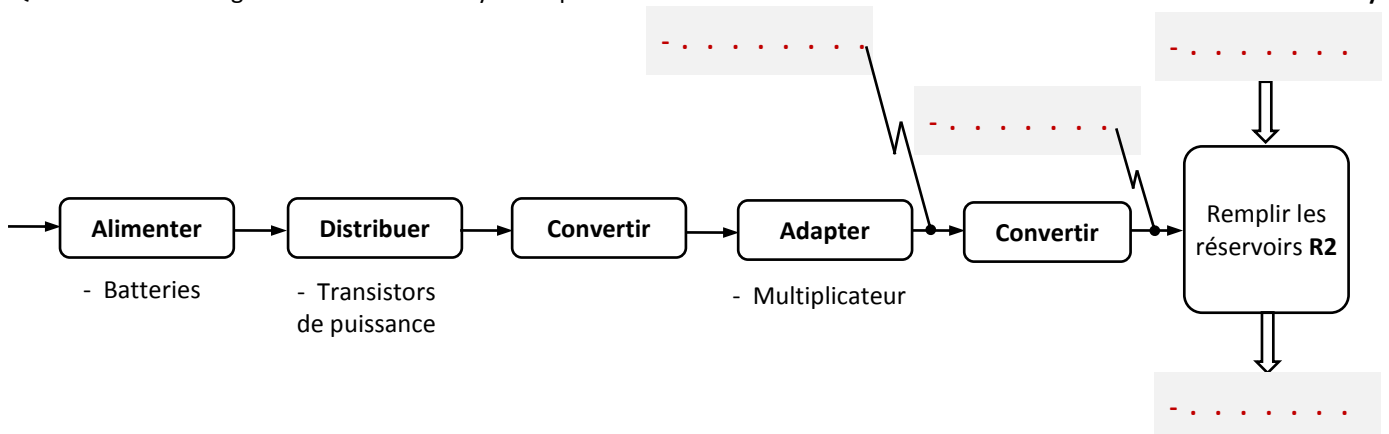 - . . . . . . . .
- . . . . . . .
- . . . . . . .
Alimenter
Distribuer
Convertir
Adapter
Convertir
Remplir les
réservoirs R2
- Batteries
- Transistors
de puissance
- Multiplicateur
- . . . . . . .